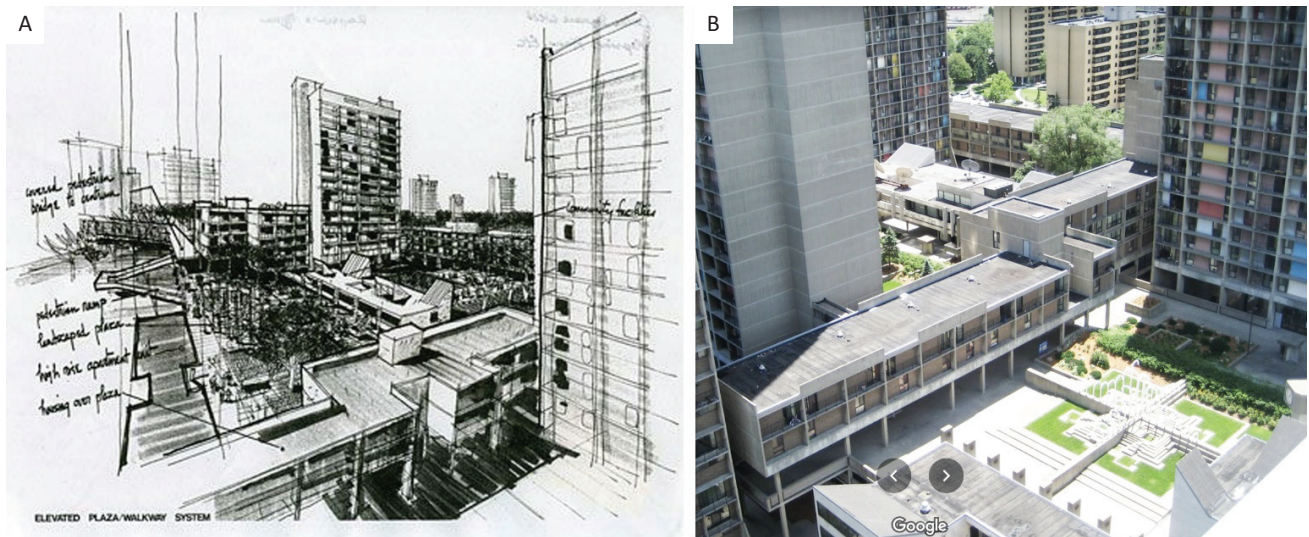 A
B
covered pedestrian
bridge to
community facilities
pedestrian ramp
landscaped plaza
high rise apartment unit
housing over plaza
ELEVATED PLAZA/WALKWAY SYSTEM
Google